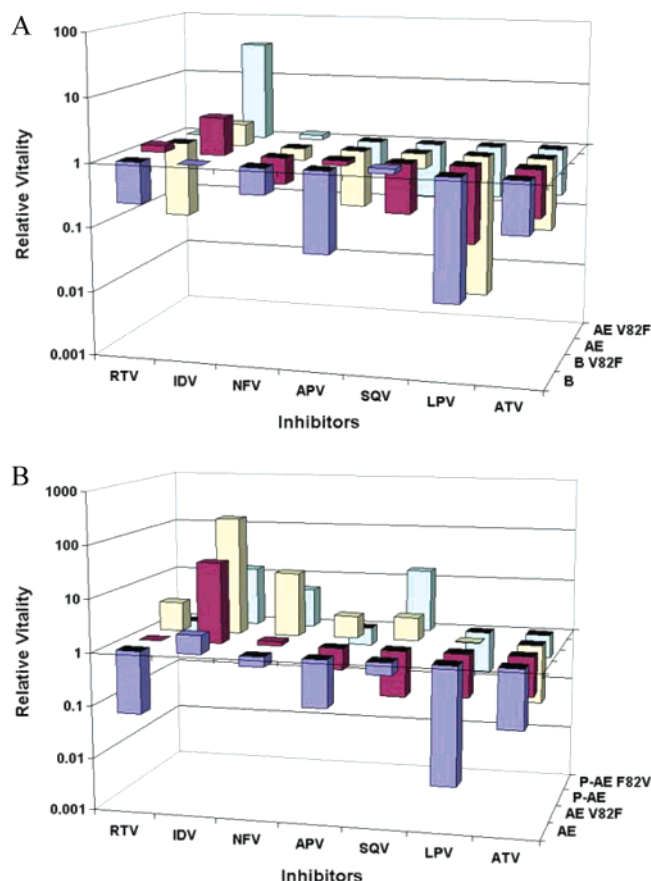 A
100
10
1
0.1
0.01
0.001
Relative Vitality
RTV
IDV
NFV
APV
SQV
LPV
ATV
AE V82F
AE
B V82F
B
Inhibitors
B
1000
100
10
1
0.1
0.01
0.001
Relative Vitality
RTV
IDV
NFV
APV
SQV
LPV
ATV
P-AE F82V
P-AE
AE V82F
AE
Inhibitors